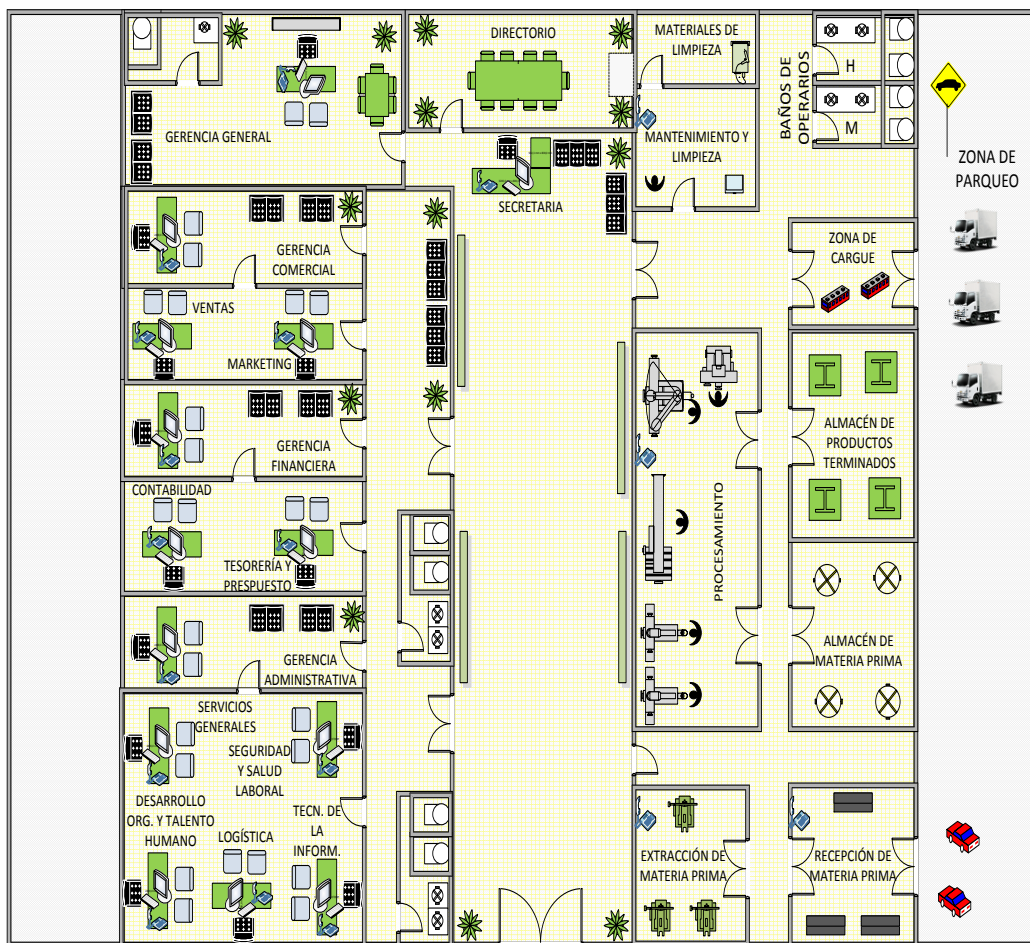 DIRECTORIO
MATERIALES DE
LIMPIEZA
BAÑOS DE
OPERARIOS
H
M
GERENCIA GENERAL
MANTENIMIENTO Y
LIMPIEZA
ZONA DE
PARQUEO
SECRETARIA
GERENCIA
COMERCIAL
ZONA DE
CARGUE
VENTAS
MARKETING
GERENCIA
FINANCIERA
ALMACÉN DE
PRODUCTOS
TERMINADOS
CONTABILIDAD
TESORERÍA Y
PRESPUESTO
PROCESAMIENTO
GERENCIA
ADMINISTRATIVA
ALMACÉN DE
MATERIA PRIMA
SERVICIOS
GENERALES
SEGURIDAD
Y SALUD
LABORAL
DESARROLLO
ORG. Y TALENTO
HUMANO
LOGÍSTICA
TECN. DE
LA
INFORM.
EXTRACCIÓN DE
MATERIA PRIMA
RECEPCIÓN DE
MATERIA PRIMA